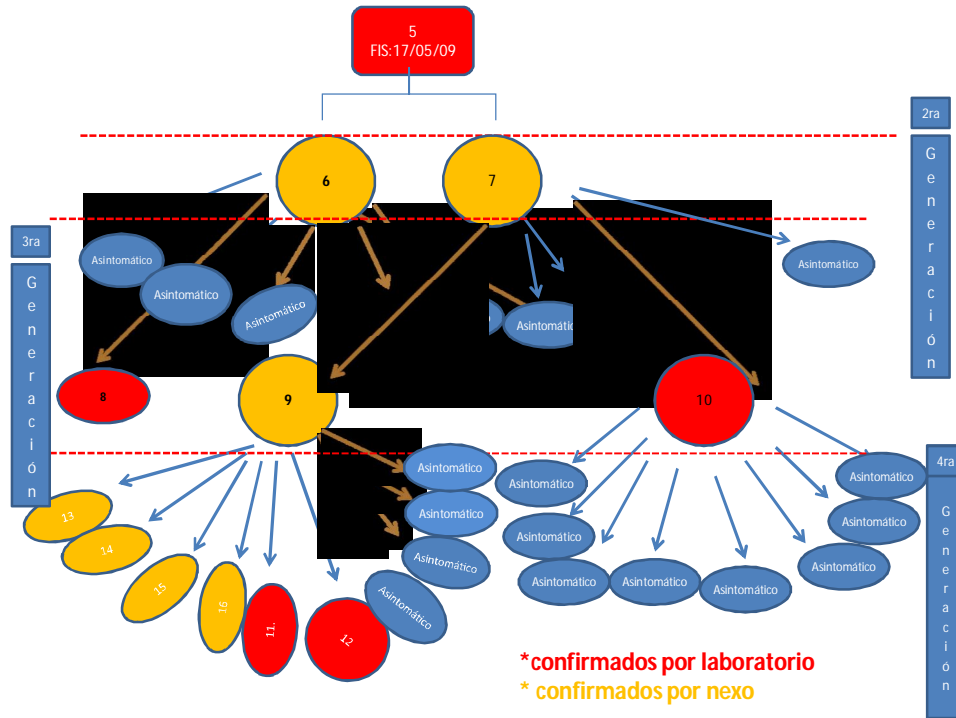 5
FIS:17/05/09
2ra
Generación
6
7
3ra
Generación
Asintomático
Asintomático
Asintomático
Asintomátic
Asintomático
8
9
10
4ra
Generación
Asintomático
Asintomático
Asintomático
Asintomático
Asintomático
Asintomático
Asintomático
Asintomático
Asintomático
Asintomático
Asintomático
Asintomático
13
14
15
16
11.
12
*confirmados por laboratorio
* confirmados por nexo